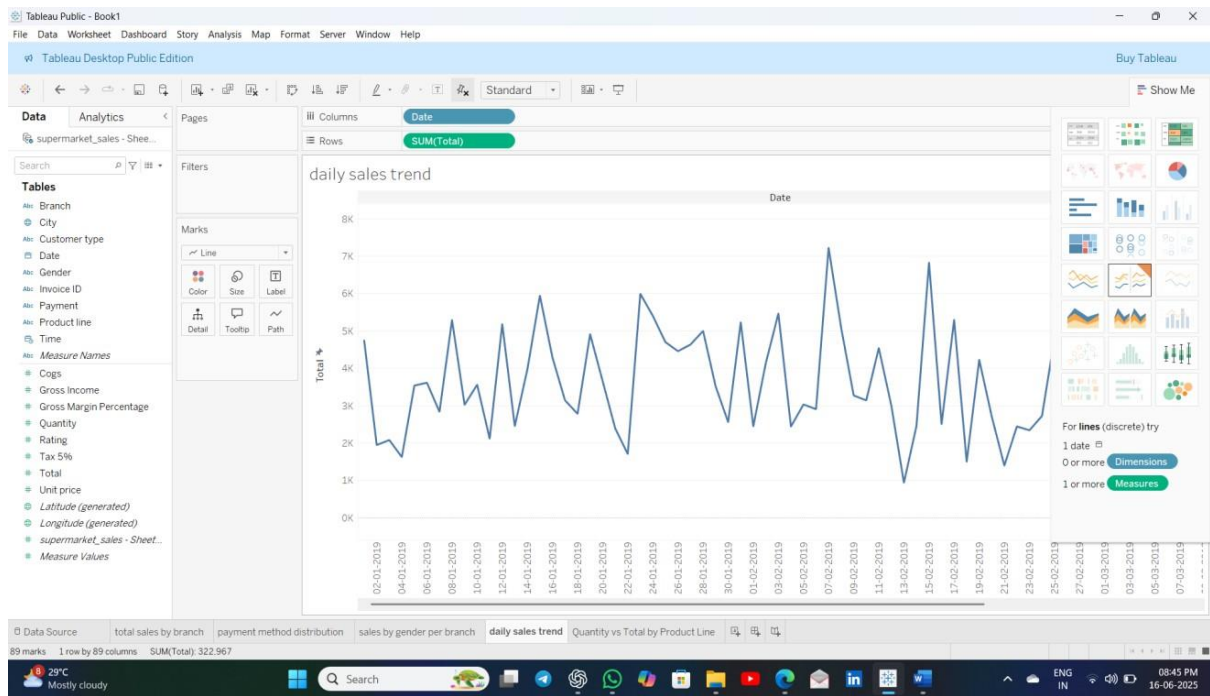 Tableau Public - Book1
File Data Worksheet Dashboard Story Analysis Map Format Server Window Help
Tableau Desktop Public Edition Buy Tableau
Standard Show Me
Data Analytics
supermarket_sales - Shee...
Search
Tables
Abc Branch
City
Abc Customer type
Date
Abc Gender
Abc Invoice ID
Abc Payment
Abc Product line
Time
Abc Measure Names
# Cogs
# Gross Income
# Gross Margin Percentage
# Quantity
# Rating
# Tax 5%
# Total
# Unit price
Latitude (generated)
Longitude (generated)
# supermarket_sales - Sheet...
# Measure Values
Pages
Filters
Marks
Line
Color Size Label
Detail Tooltip Path
Columns Date
Rows SUM(Total)
daily sales trend
Date
Total
8K
7K
6K
5K
4K
3K
2K
1K
0K
02-01-2019
04-01-2019
06-01-2019
08-01-2019
10-01-2019
12-01-2019
14-01-2019
16-01-2019
18-01-2019
20-01-2019
22-01-2019
24-01-2019
26-01-2019
28-01-2019
30-01-2019
01-02-2019
03-02-2019
05-02-2019
07-02-2019
09-02-2019
11-02-2019
13-02-2019
15-02-2019
17-02-2019
19-02-2019
21-02-2019
23-02-2019
25-02-2019
27-02-2019
01-03-2019
03-03-2019
05-03-2019
07-03-2019
For lines (discrete) try
1 date
0 or more Dimensions
1 or more Measures
Data Source total sales by branch payment method distribution sales by gender per branch daily sales trend Quantity vs Total by Product Line
89 marks 1 row by 89 columns SUM(Total): 322.967
8
29°C
Mostly cloudy
Search
ENG
IN
08:45 PM
16-06-2025